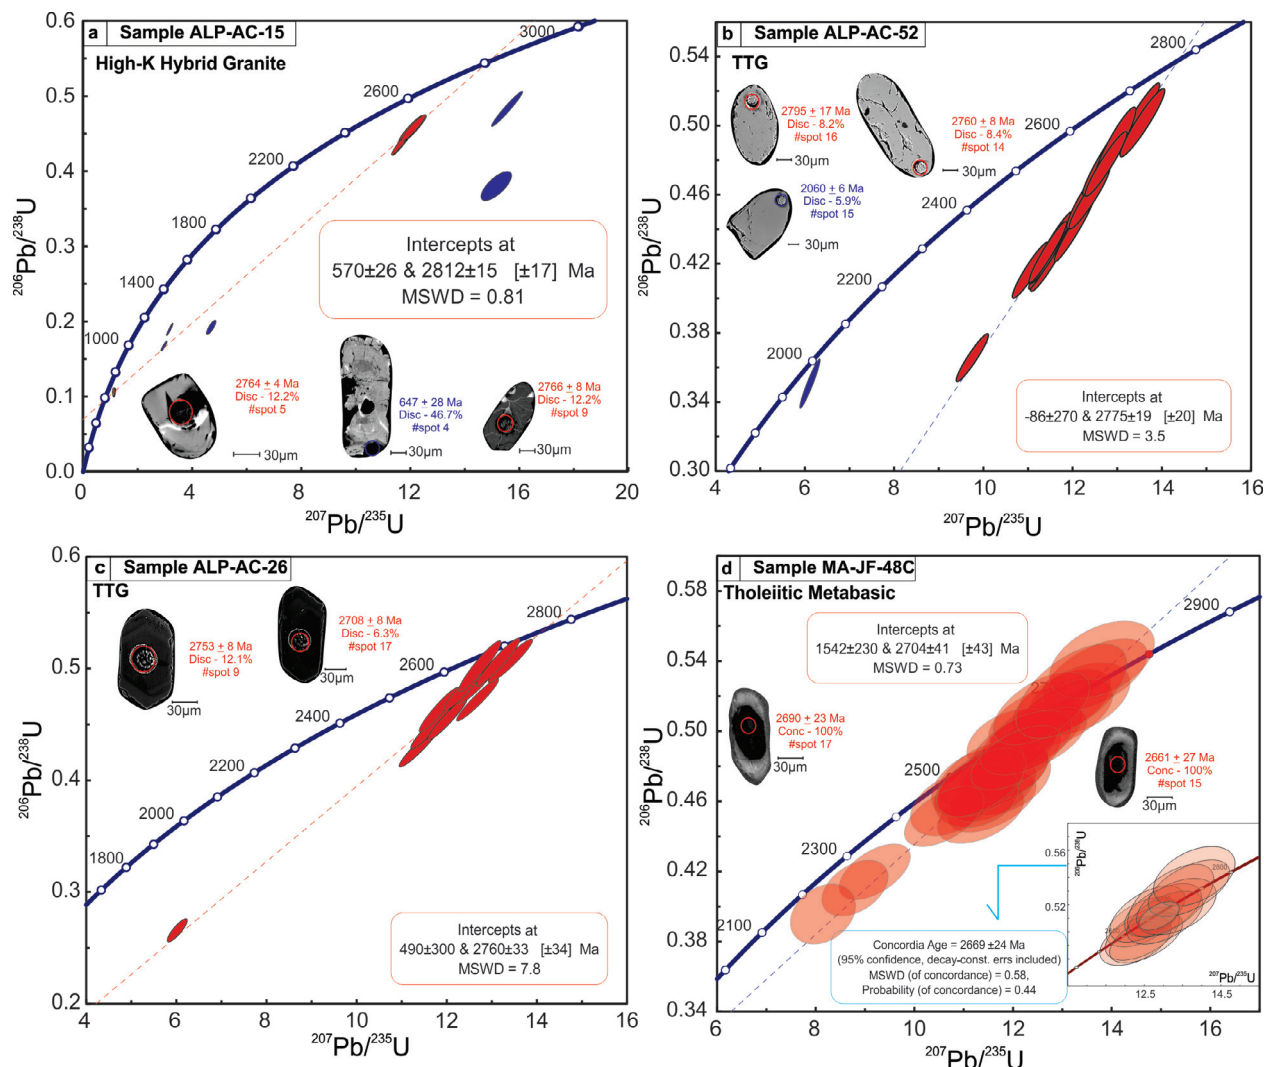 a Sample ALP-AC-15
High-K Hybrid Granite
0.6
0.5
0.4
0.3
0.2
0.1
0.0
206Pb/238U
1000
1400
1800
2200
2600
3000
Intercepts at
570±26 & 2812±15 [±17] Ma
MSWD = 0.81
2764 ± 4 Ma
Disc - 12.2%
#spot 5
30µm
647 ± 28 Ma
Disc - 46.7%
#spot 4
30µm
2766 ± 8 Ma
Disc - 12.2%
#spot 9
30µm
0 4 8 12 16 20
207Pb/235U
b Sample ALP-AC-52
TTG
0.54
0.50
0.46
0.42
0.38
0.34
0.30
206Pb/238U
2000
2200
2400
2600
2800
2795 ± 17 Ma
Disc - 8.2%
#spot 16
30µm
2760 ± 8 Ma
Disc - 8.4%
#spot 14
30µm
2060 ± 6 Ma
Disc - 5.9%
#spot 15
30µm
Intercepts at
-86±270 & 2775±19 [±20] Ma
MSWD = 3.5
4 6 8 10 12 14 16
207Pb/235U
c Sample ALP-AC-26
TTG
0.6
0.5
0.4
0.3
0.2
206Pb/238U
1800
2000
2200
2400
2600
2800
2753 ± 8 Ma
Disc - 12.1%
#spot 9
30µm
2708 ± 8 Ma
Disc - 6.3%
#spot 17
30µm
Intercepts at
490±300 & 2760±33 [±34] Ma
MSWD = 7.8
4 6 8 10 12 14 16
207Pb/235U
d Sample MA-JF-48C
Tholeiitic Metabasic
0.58
0.54
0.50
0.46
0.42
0.38
0.34
206Pb/238U
2100
2300
2500
2900
Intercepts at
1542±230 & 2704±41 [±43] Ma
MSWD = 0.73
2690 ± 23 Ma
Conc - 100%
#spot 17
30µm
2661 ± 27 Ma
Conc - 100%
#spot 15
30µm
Concordia Age = 2669 ±24 Ma
(95% confidence, decay-const. errs included)
MSWD (of concordance) = 0.58,
Probability (of concordance) = 0.44
206Pb/238U
0.56
0.52
2800
207Pb/235U
12.5 14.5
6 8 10 12 14 16
207Pb/235U